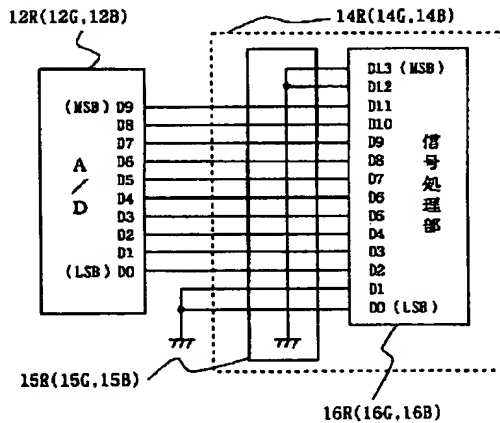 12R(12G,12B)
14R(14G,14B)
(MSB) D9
D8
D7
D6
D5
D4
D3
D2
D1
(LSB) D0
A/D
D13 (MSB)
D12
D11
D10
D9
D8
D7
D6
D5
D4
D3
D2
D1
D0 (LSB)
信号処理部
15R(15G,15B)
16R(16G,16B)